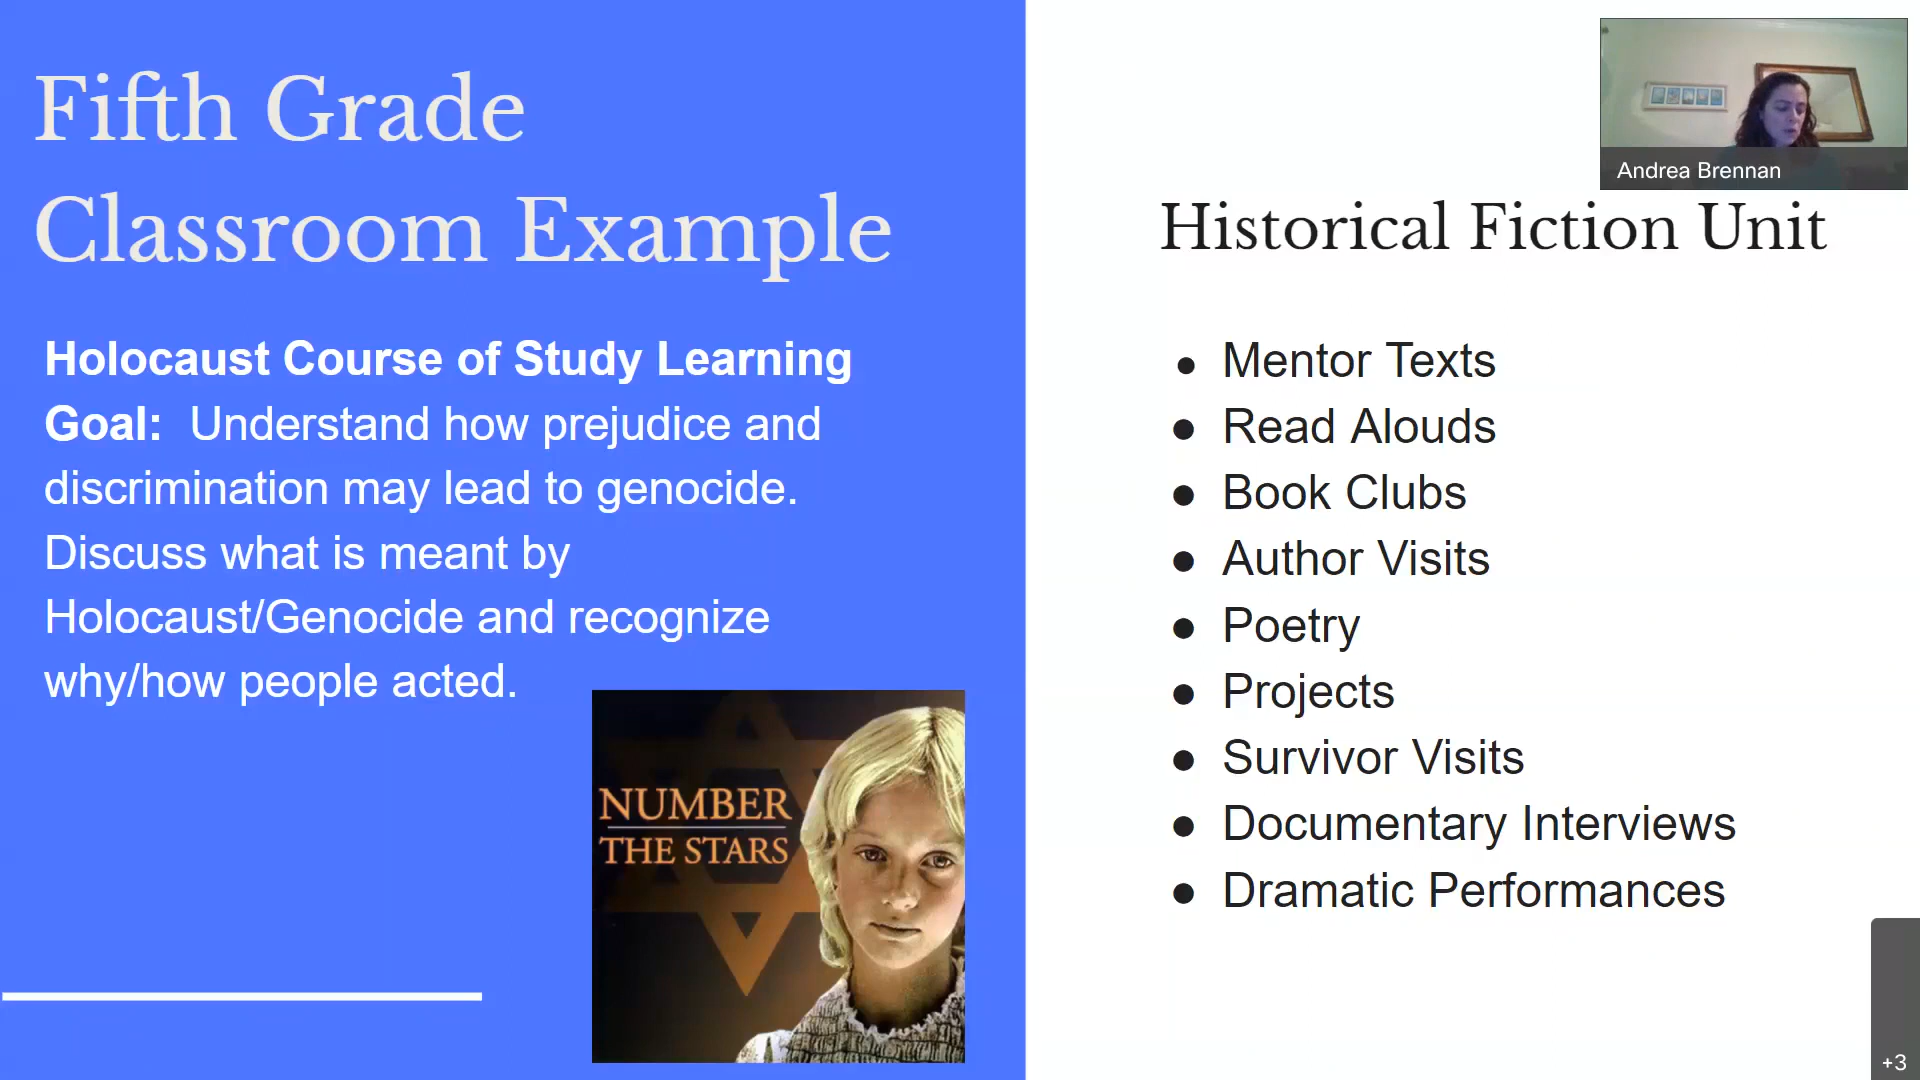 Fifth Grade
Classroom Example
Holocaust Course of Study Learning
Goal:  Understand how prejudice and
discrimination may lead to genocide.
Discuss what is meant by
Holocaust/Genocide and recognize
why/how people acted.
NUMBER
THE STARS
Andrea Brennan
Historical Fiction Unit
● Mentor Texts
● Read Alouds
● Book Clubs
● Author Visits
● Poetry
● Projects
● Survivor Visits
● Documentary Interviews
● Dramatic Performances
+3